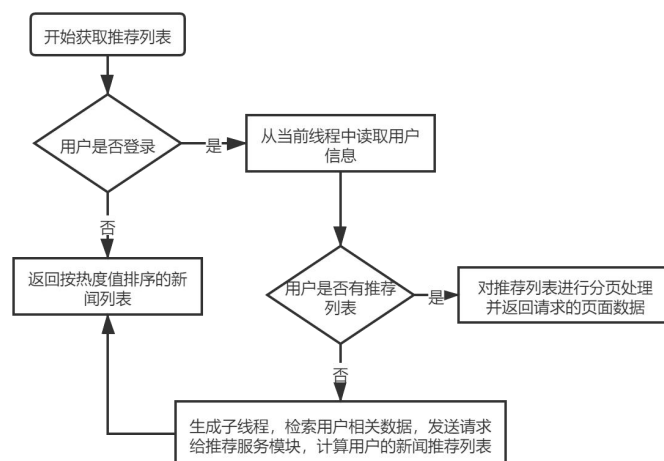 开始获取推荐列表
用户是否登录
是
从当前线程中读取用户
信息
否
返回按热度值排序的新
闻列表
用户是否有推荐
列表
是
对推荐列表进行分页处理
并返回请求的页面数据
否
生成子线程，检索用户相关数据，发送请求
给推荐服务模块，计算用户的新闻推荐列表